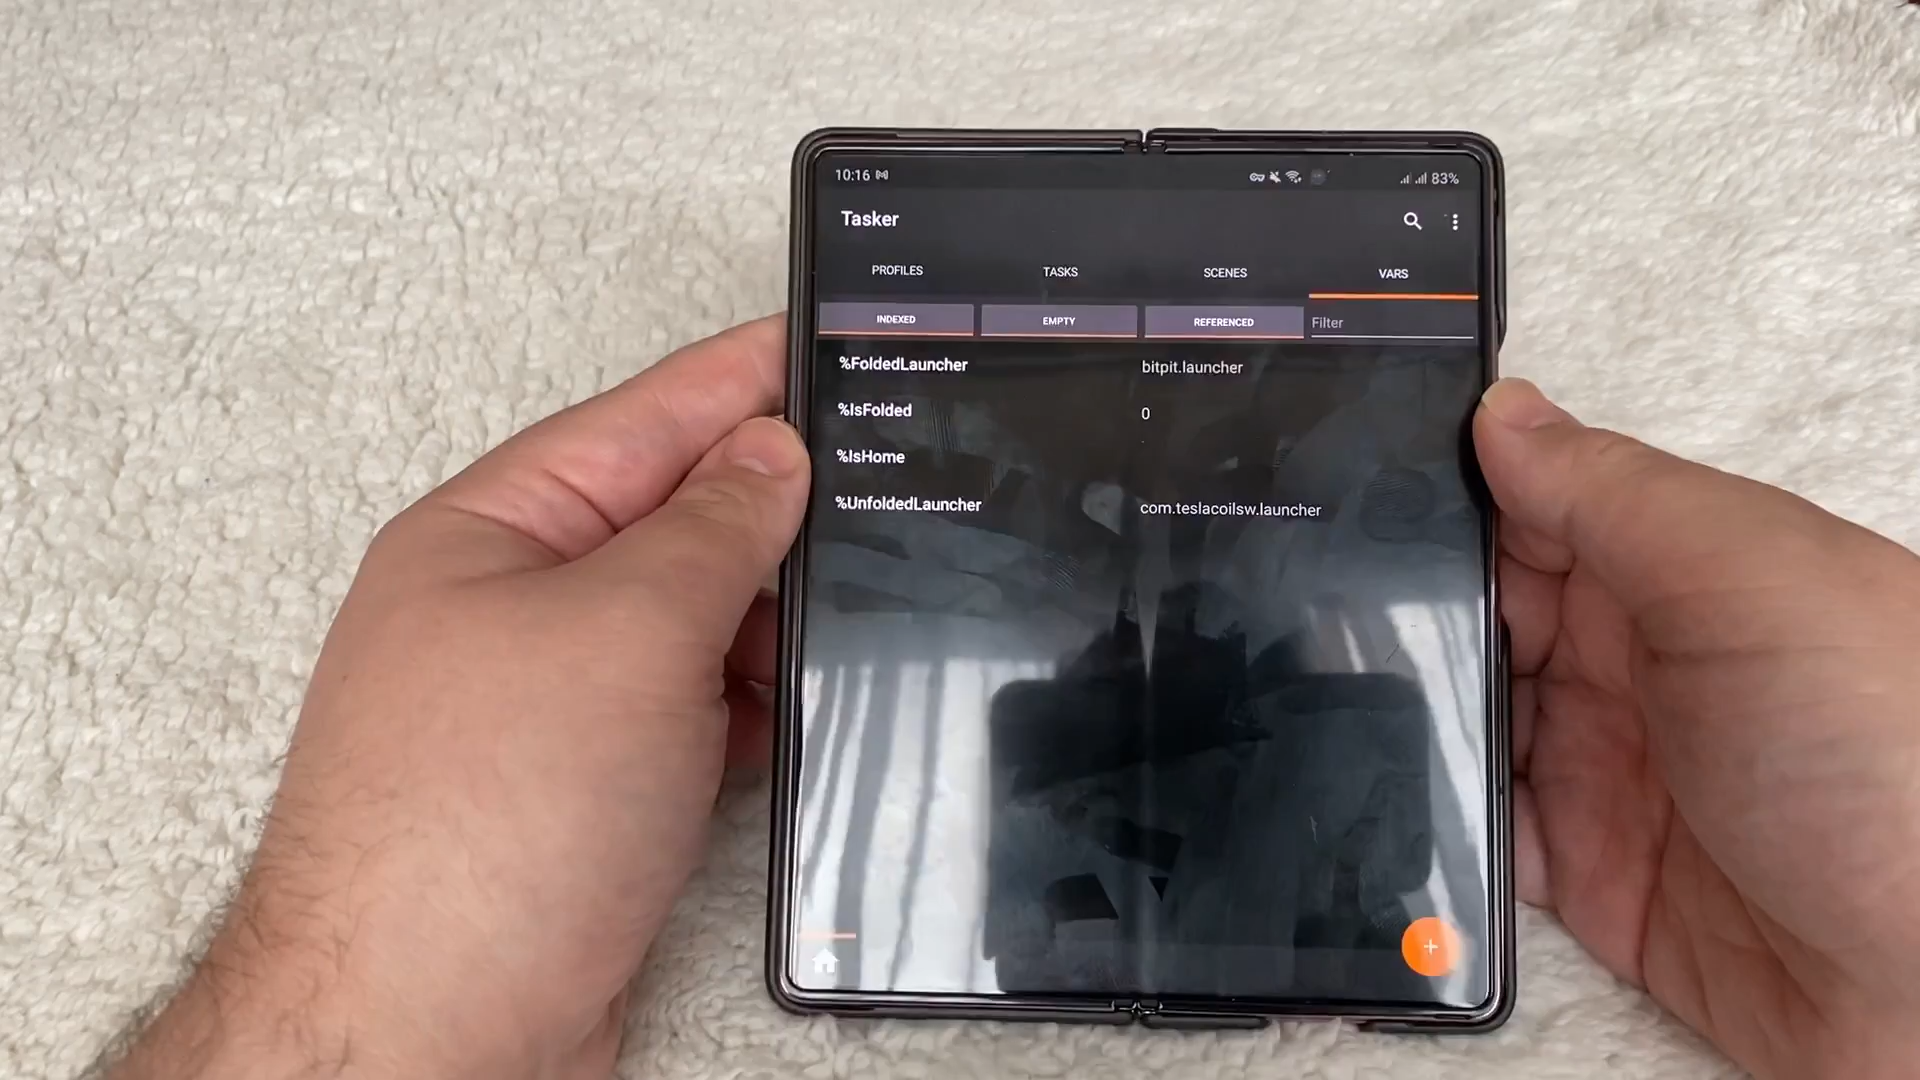 10:16
83%
Tasker
PROFILES TASKS SCENES VARS
INDEXED EMPTY REFERENCED Filter
%FoldedLauncher bitpit.launcher
%IsFolded 0
%IsHome
%UnfoldedLauncher com.teslacoilsw.launcher